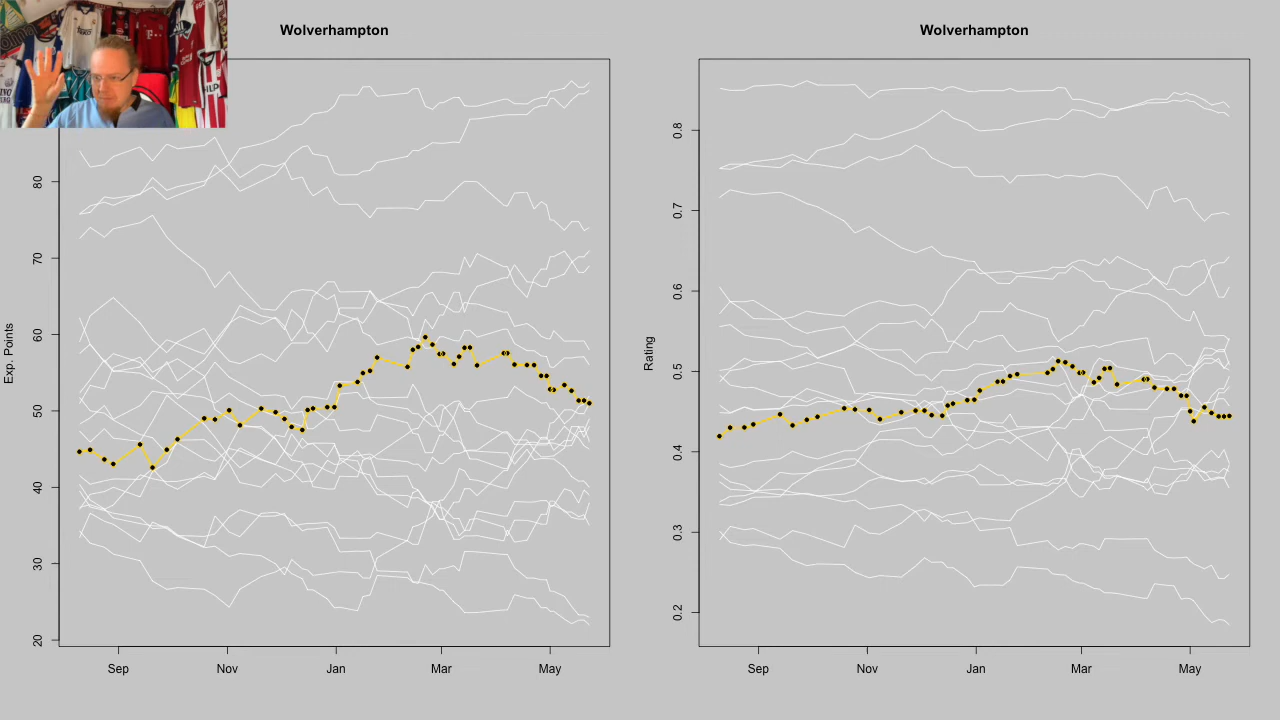 Wolverhampton
Exp. Points
80
70
60
50
40
30
20
Sep
Nov
Jan
Mar
May
Wolverhampton
Rating
0.8
0.7
0.6
0.5
0.4
0.3
0.2
Sep
Nov
Jan
Mar
May